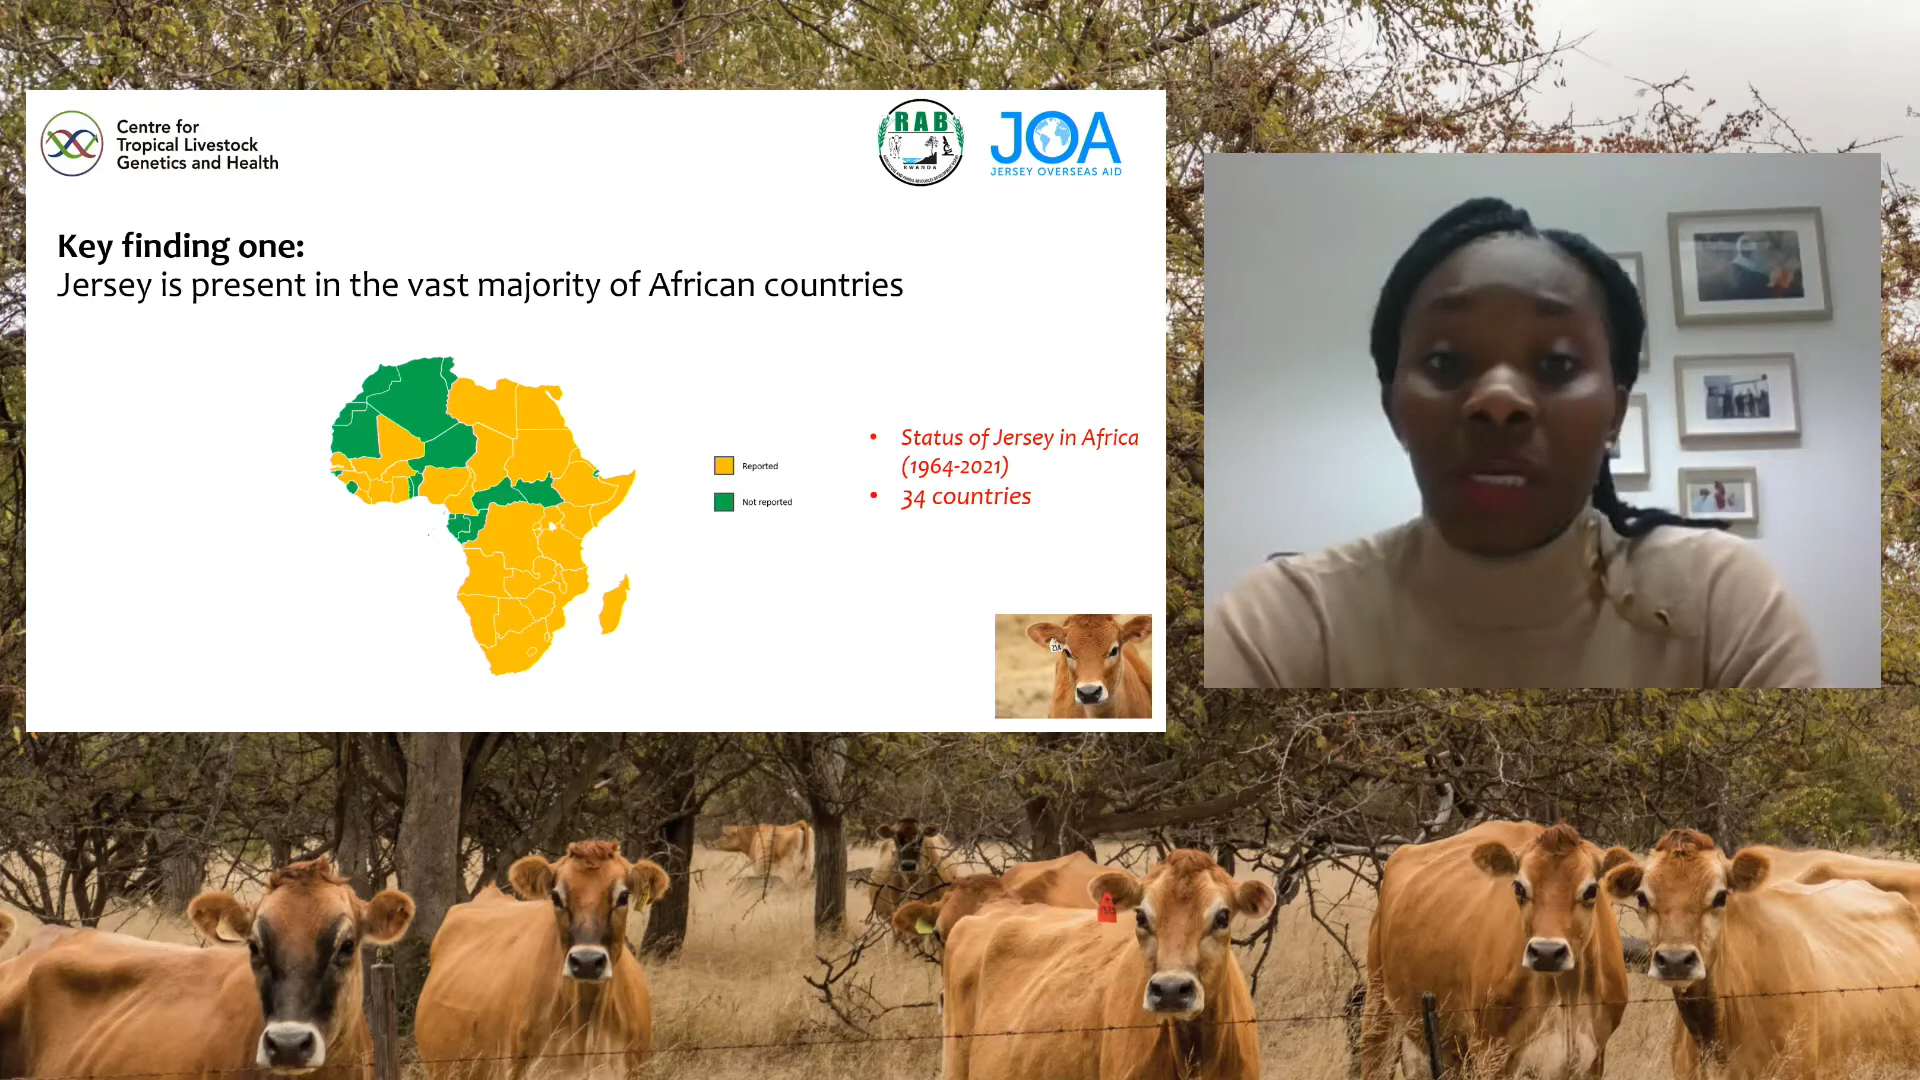 Centre for
Tropical Livestock
Genetics and Health
RAB
RWANDA
JOA
JERSEY OVERSEAS AID
Key finding one:
Jersey is present in the vast majority of African countries
Reported
Not reported
• Status of Jersey in Africa
(1964-2021)
• 34 countries